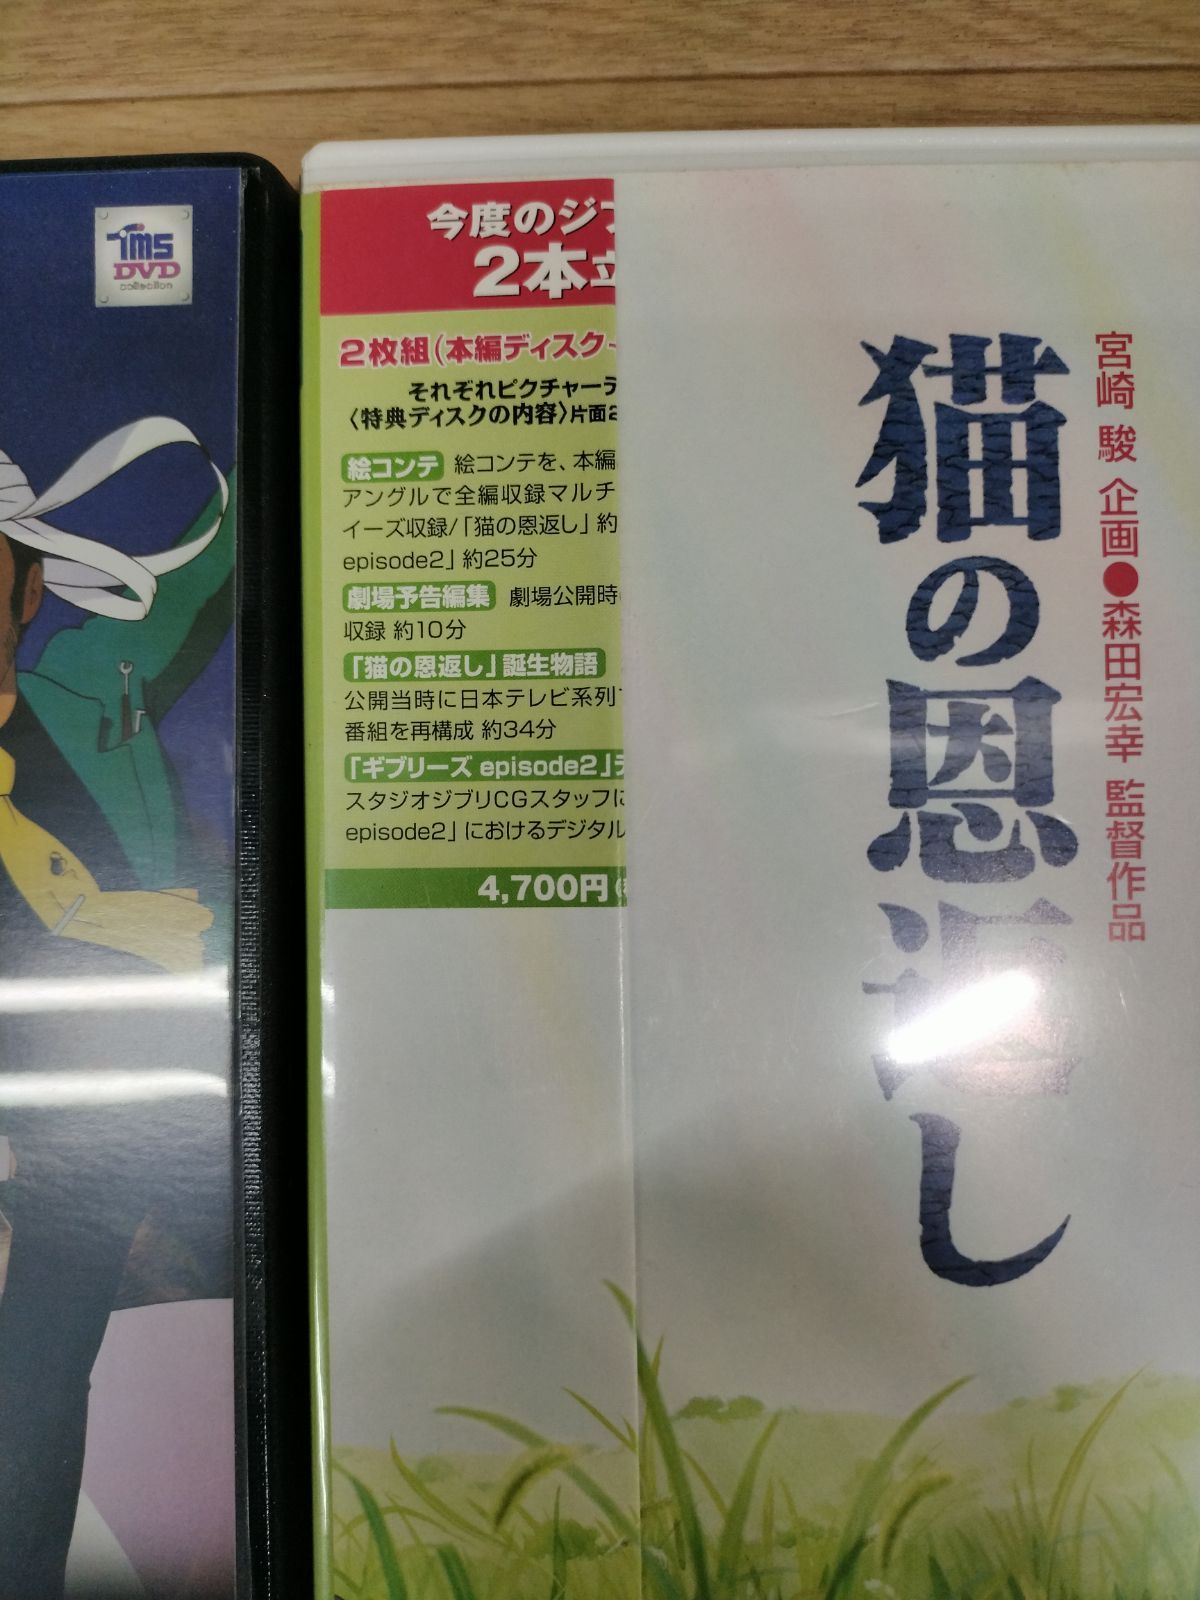 TMS
DVD
collection
今度のジブ
2本立
2枚組(本編ディスク
それぞれピクチャーデ
〈特典ディスクの内容〉片面2
絵コンテ 絵コンテを、本編
アングルで全編収録マルチ
イーズ収録/「猫の恩返し」約
episode2」約25分
劇場予告編集 劇場公開時
収録 約10分
「猫の恩返し」誕生物語
公開当時に日本テレビ系列
番組を再構成 約34分
「ギブリーズ episode2」デ
スタジオジブリCGスタッフに
episode2」におけるデジタル
4,700円
宮崎 駿 企画●森田宏幸 監督作品
猫の恩返し